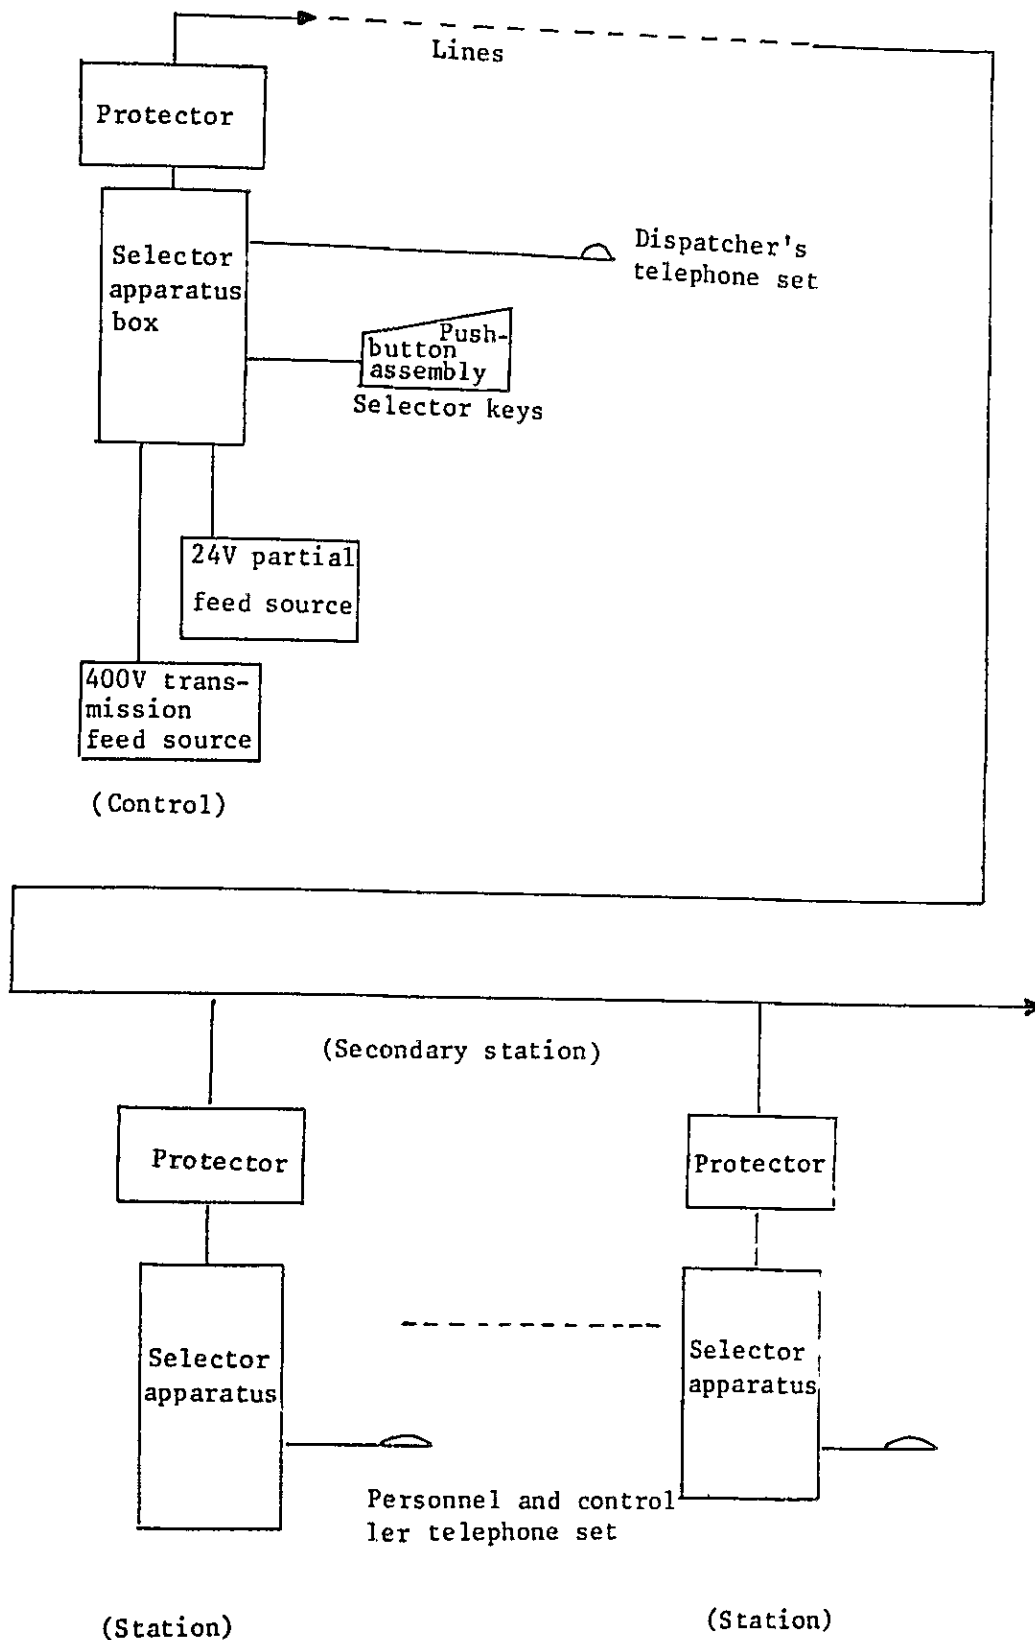 Lines
Protector
Selector
apparatus
box
Dispatcher's
telephone set
Push-
button
assembly
Selector keys
24V partial
feed source
400V trans-
mission
feed source
(Control)
(Secondary station)
Protector
Protector
Selector
apparatus
Selector
apparatus
Personnel and control
ler telephone set
(Station)
(Station)